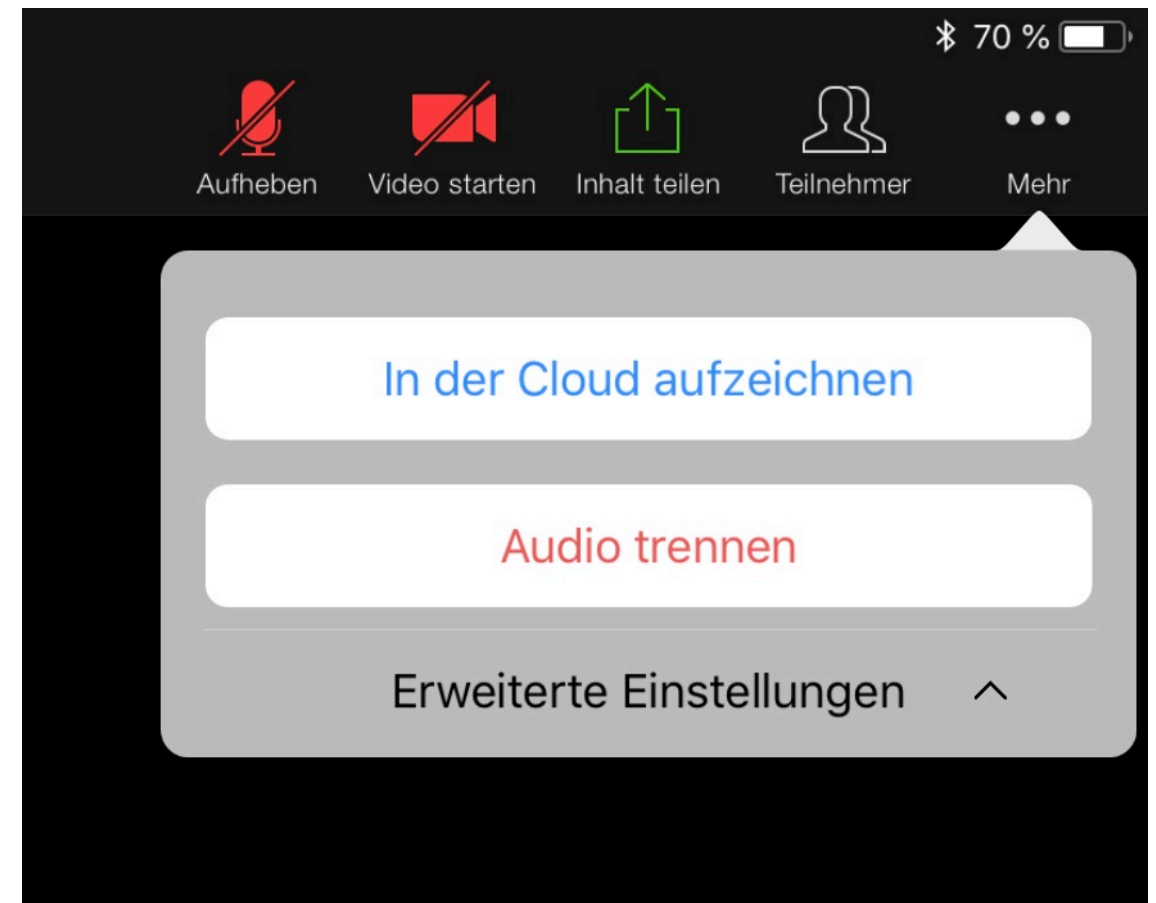 70 %
Aufheben Video starten Inhalt teilen Teilnehmer Mehr
In der Cloud aufzeichnen
Audio trennen
Erweiterte Einstellungen